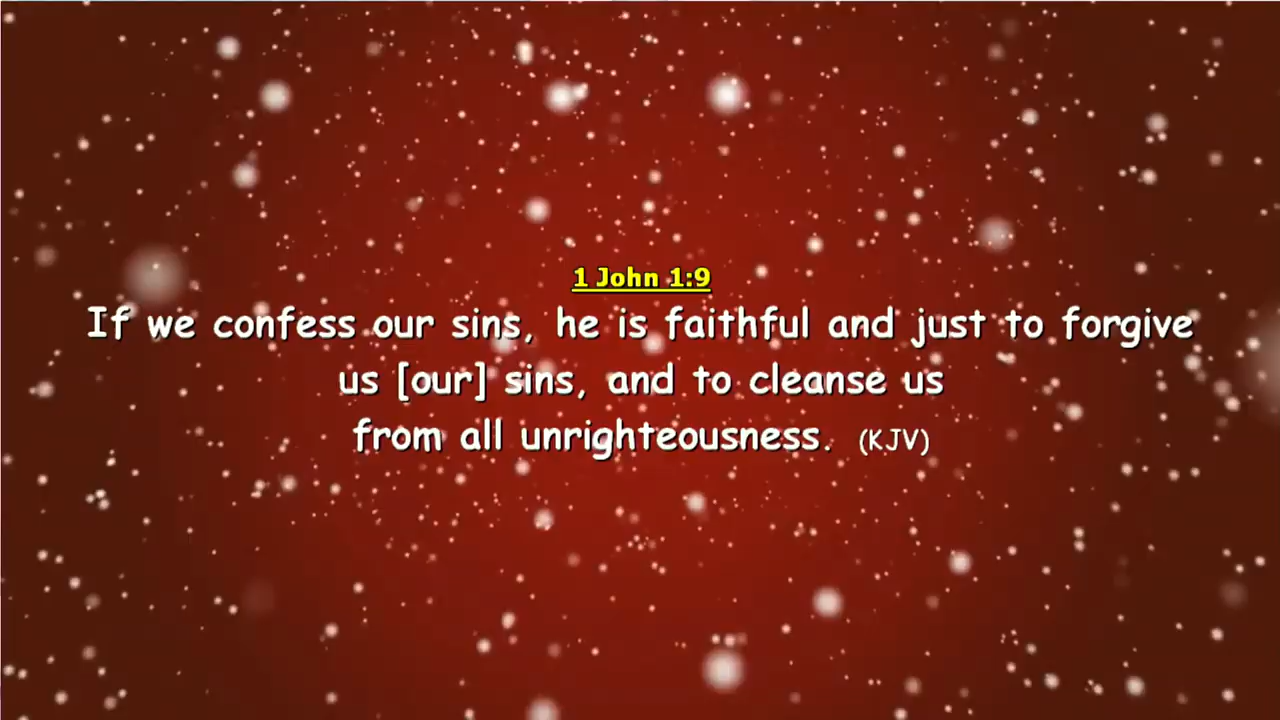 1 John 1:9
If we confess our sins, he is faithful and just to forgive
us [our] sins, and to cleanse us
from all unrighteousness. (KJV)